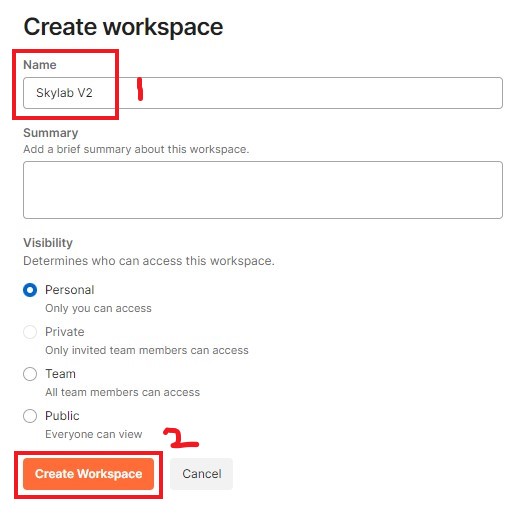 Create workspace
Name
Skylab V2
1
Summary
Add a brief summary about this workspace.
Visibility
Determines who can access this workspace.
Personal
Only you can access
Private
Only invited team members can access
Team
All team members can access
Public
Everyone can view
2
Create Workspace
Cancel